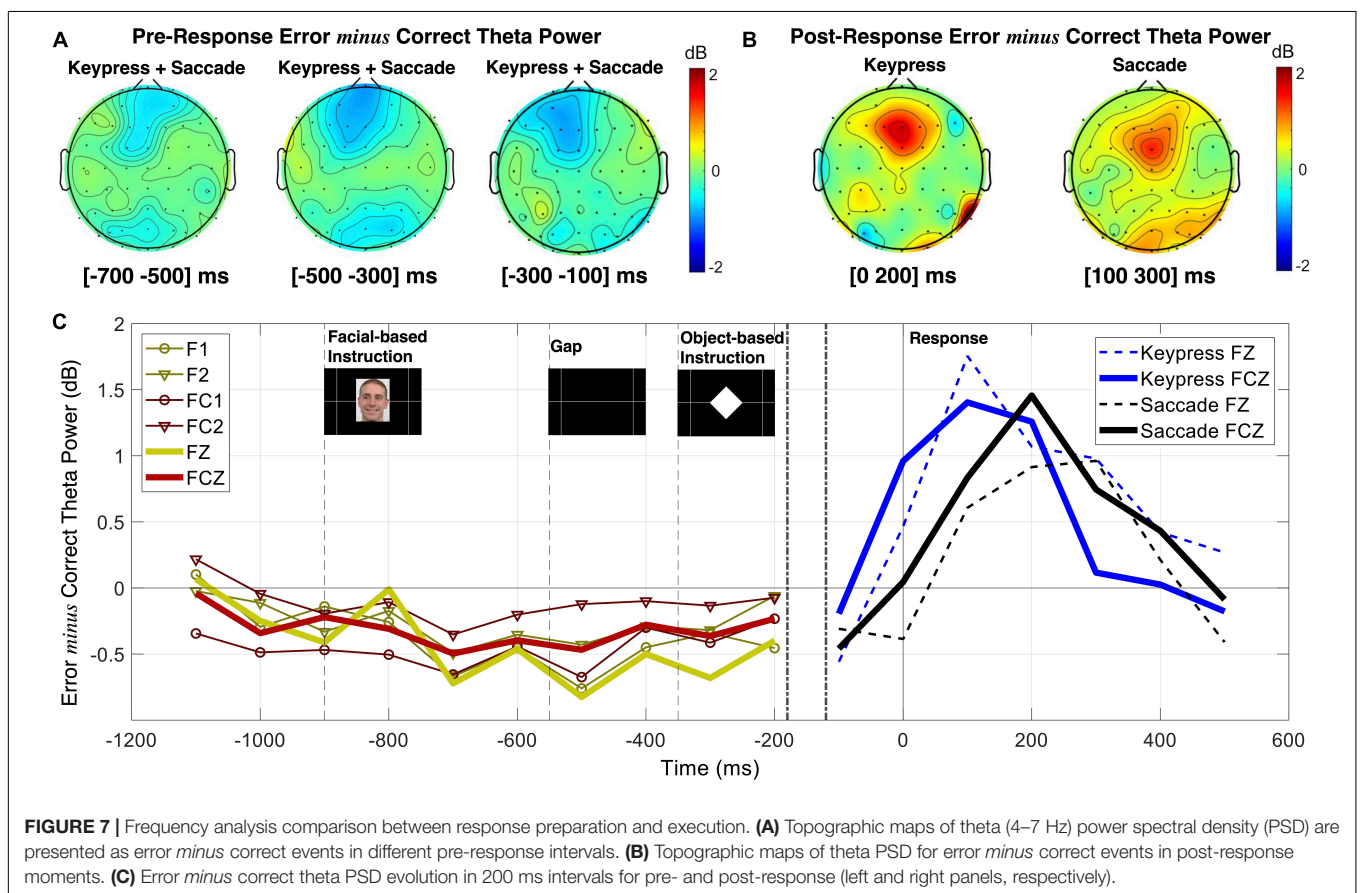 A
Pre-Response Error minus Correct Theta Power
Keypress + Saccade
Keypress + Saccade
Keypress + Saccade
dB
2
0
-2
[-700 -500] ms
[-500 -300] ms
[-300 -100] ms
B
Post-Response Error minus Correct Theta Power
Keypress
Saccade
dB
2
0
-2
[0 200] ms
[100 300] ms
C
Error minus Correct Theta Power (dB)
2
1.5
1
0.5
0
-0.5
F1
F2
FC1
FC2
FZ
FCZ
Facial-based
Instruction
Gap
Object-based
Instruction
Response
Keypress FZ
Keypress FCZ
Saccade FZ
Saccade FCZ
-1200
-1000
-800
-600
-400
-200
0
200
400
600
Time (ms)
FIGURE 7 | Frequency analysis comparison between response preparation and execution. (A) Topographic maps of theta (4–7 Hz) power spectral density (PSD) are
presented as error minus correct events in different pre-response intervals. (B) Topographic maps of theta PSD for error minus correct events in post-response
moments. (C) Error minus correct theta PSD evolution in 200 ms intervals for pre- and post-response (left and right panels, respectively).